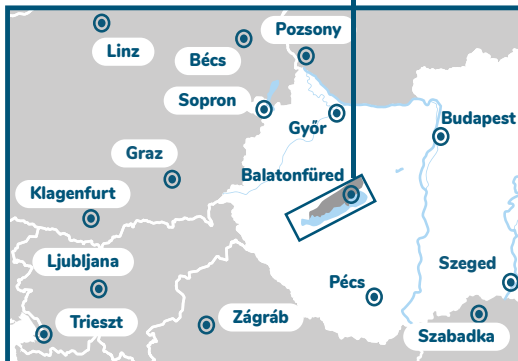 Pozsony
Linz
Bécs
Sopron
Győr
Budapest
Graz
Balatonfüred
Klagenfurt
Ljubljana
Szeged
Pécs
Trieszt
Zágráb
Szabadka